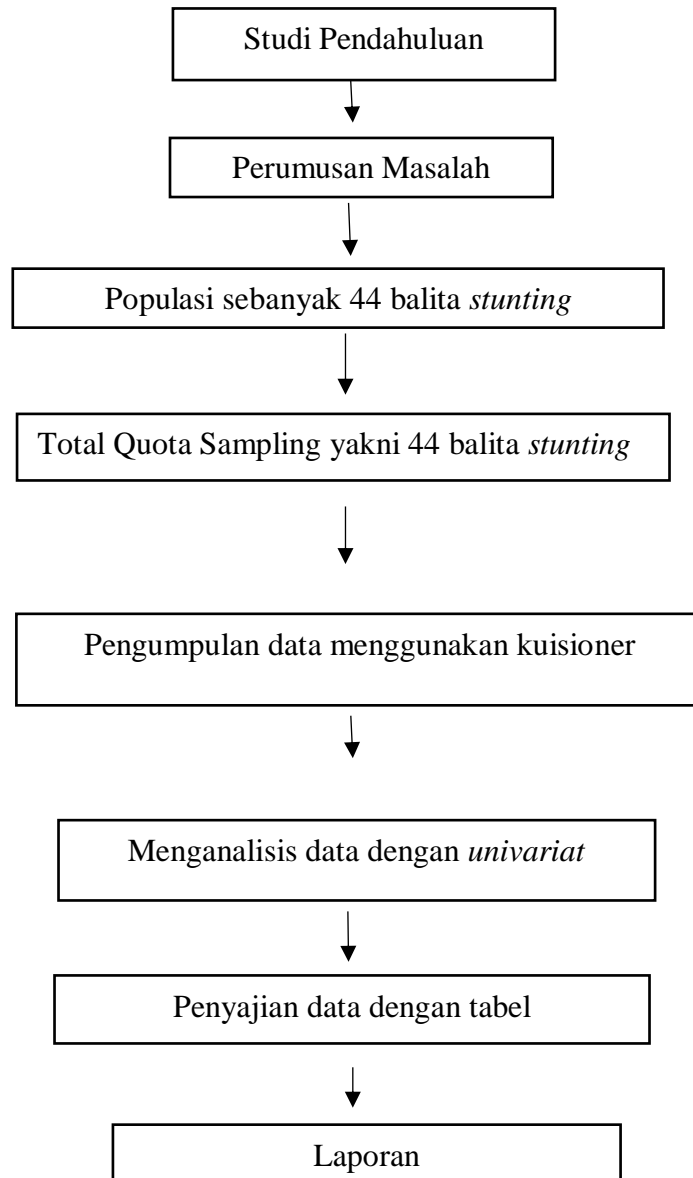 Studi Pendahuluan
Perumusan Masalah
Populasi sebanyak 44 balita stunting
Total Quota Sampling yakni 44 balita stunting
Pengumpulan data menggunakan kuisioner
Menganalisis data dengan univariat
Penyajian data dengan tabel
Laporan